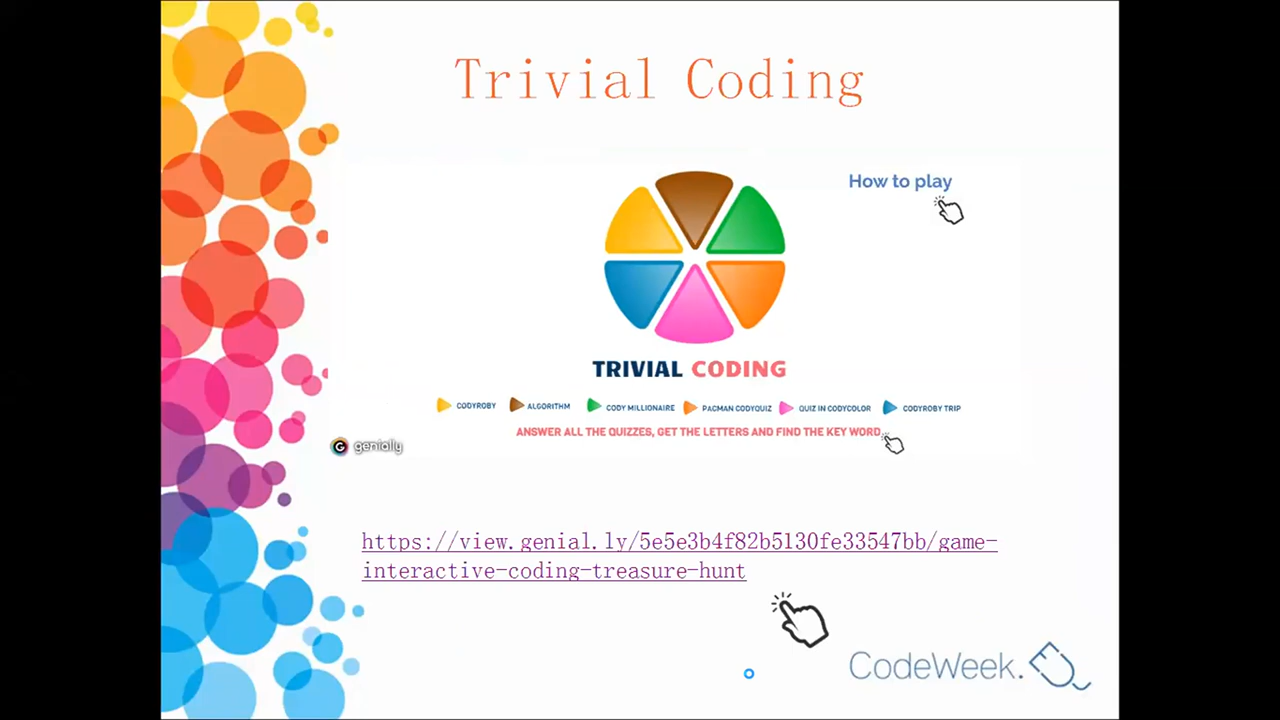 Trivial Coding
How to play
TRIVIAL CODING
CODYROBY ALGORITHM CODY MILLIONAIRE PACMAN CODYQUIZ QUIZ IN CODYCOLOR CODYROBY TRIP
ANSWER ALL THE QUIZZES, GET THE LETTERS AND FIND THE KEY WORD
genially
https://view.genial.ly/5e5e3b4f82b5130fe33547bb/game-
interactive-coding-treasure-hunt
CodeWeek.